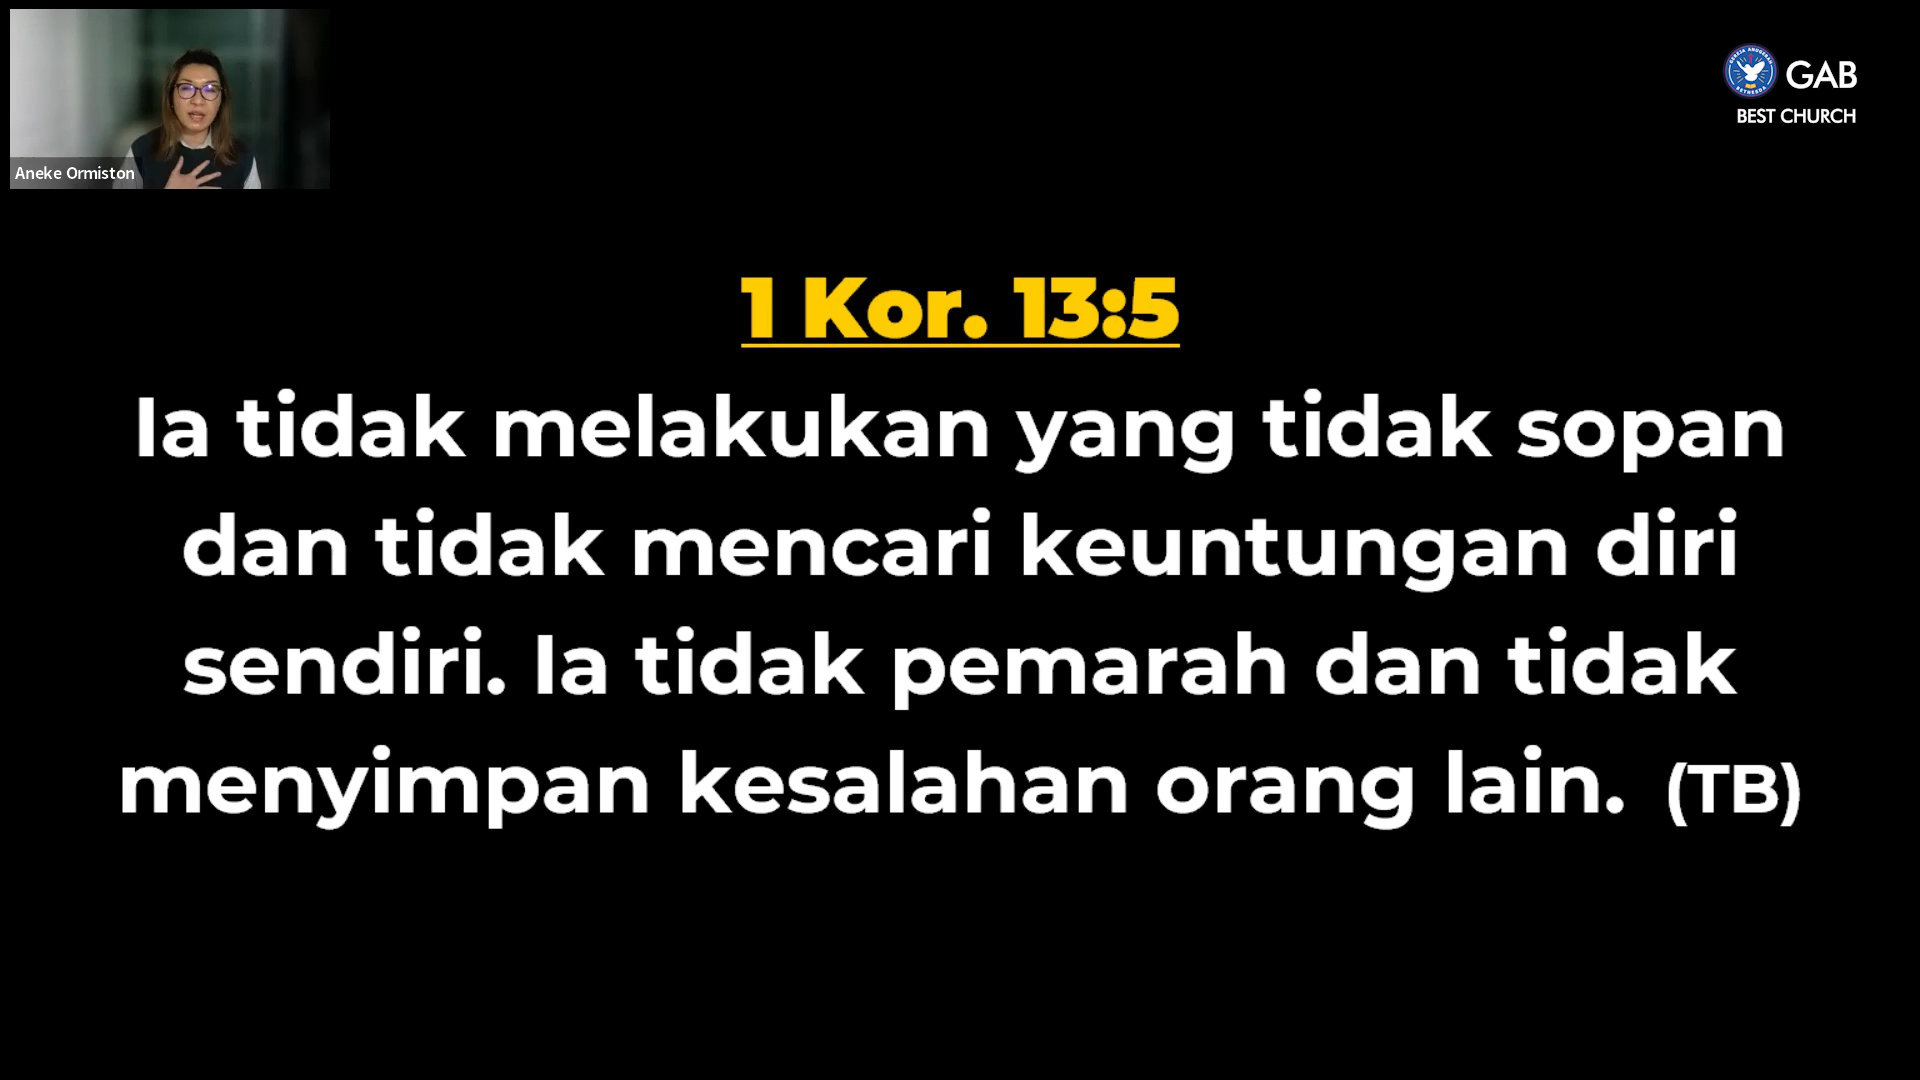 Aneke Ormiston
GAB
BEST CHURCH
1 Kor. 13:5
Ia tidak melakukan yang tidak sopan
dan tidak mencari keuntungan diri
sendiri. Ia tidak pemarah dan tidak
menyimpan kesalahan orang lain. (TB)